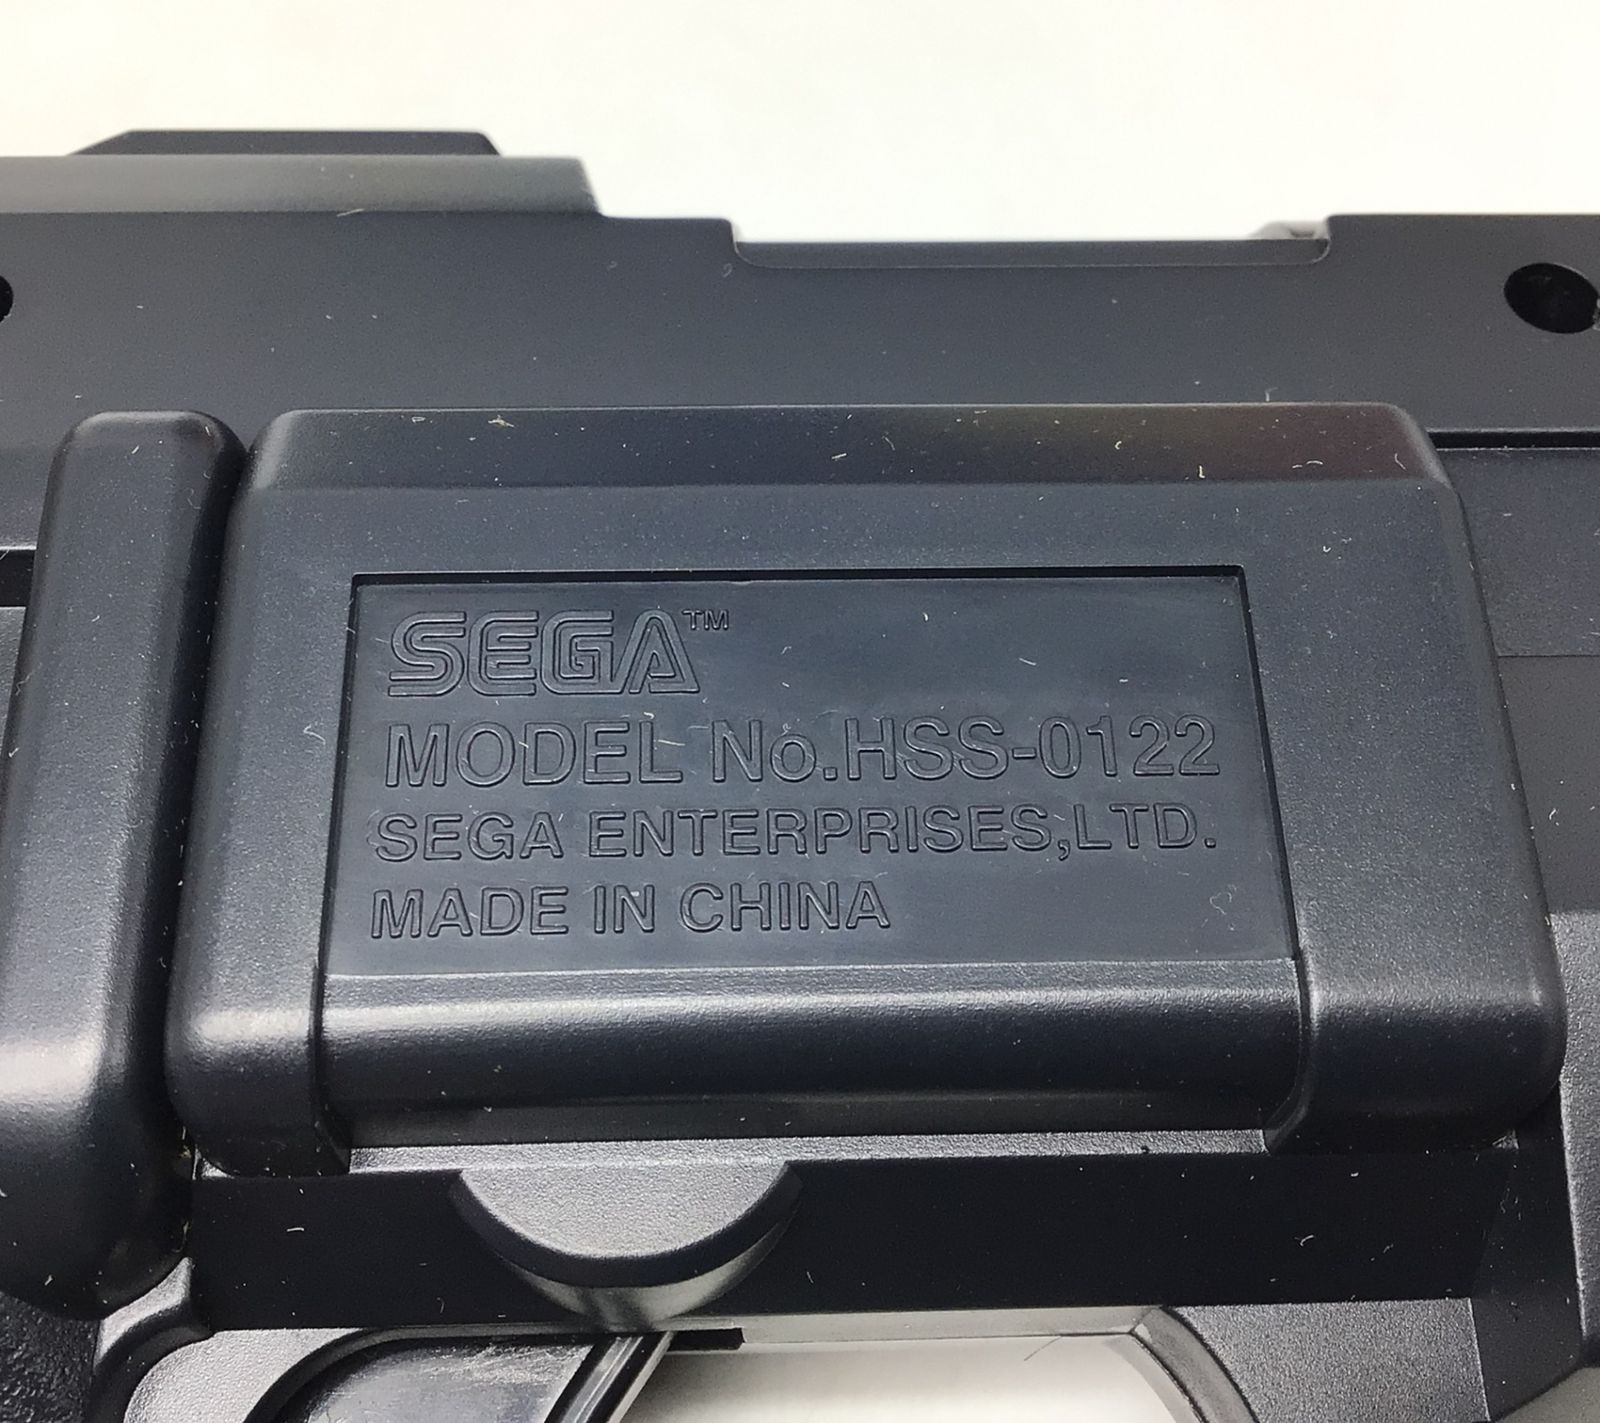 SEGA™
MODEL No.HSS-0122
SEGA ENTERPRISES,LTD.
MADE IN CHINA